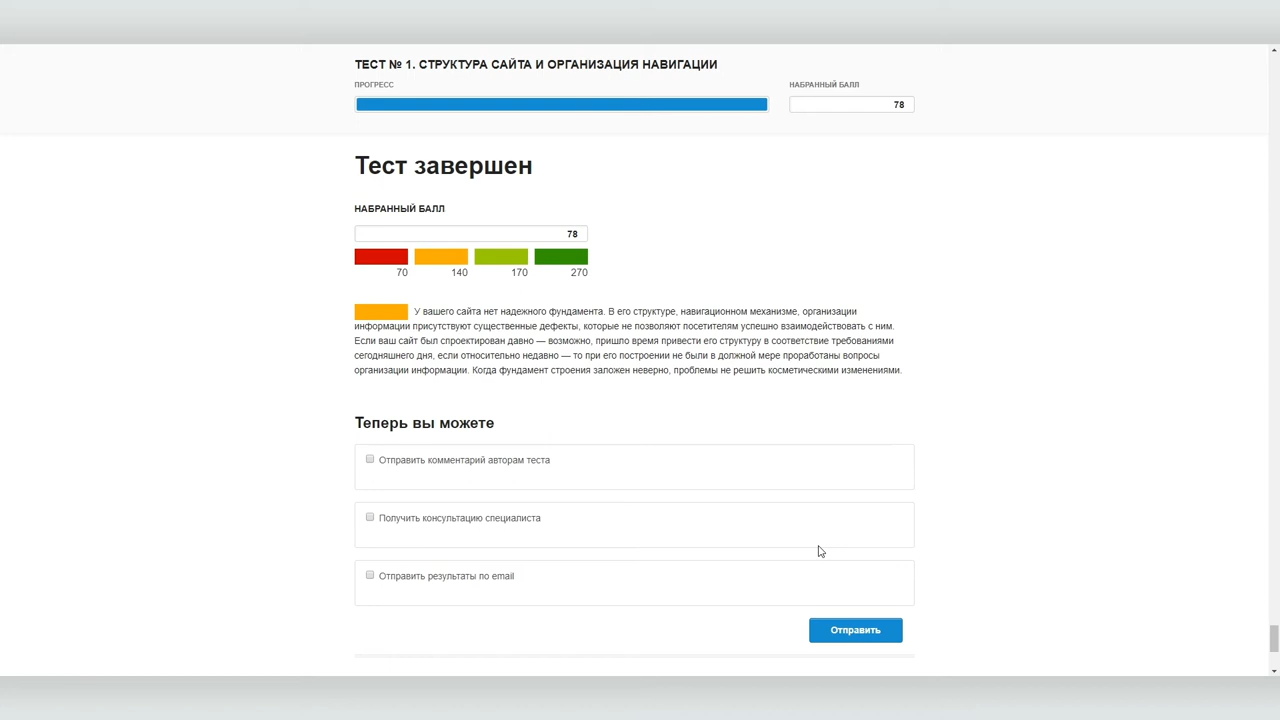 ТЕСТ № 1. СТРУКТУРА САЙТА И ОРГАНИЗАЦИЯ НАВИГАЦИИ
ПРОГРЕСС
НАБРАННЫЙ БАЛЛ
78
Тест завершен
НАБРАННЫЙ БАЛЛ
78
70 140 170 270
У вашего сайта нет надежного фундамента. В его структуре, навигационном механизме, организации
информации присутствуют существенные дефекты, которые не позволяют посетителям успешно взаимодействовать с ним.
Если ваш сайт был спроектирован давно — возможно, пришло время привести его структуру в соответствие требованиями
сегодняшнего дня, если относительно недавно — то при его построении не были в должной мере проработаны вопросы
организации информации. Когда фундамент строения заложен неверно, проблемы не решить косметическими изменениями.
Теперь вы можете
Отправить комментарий авторам теста
Получить консультацию специалиста
Отправить результаты по email
Отправить